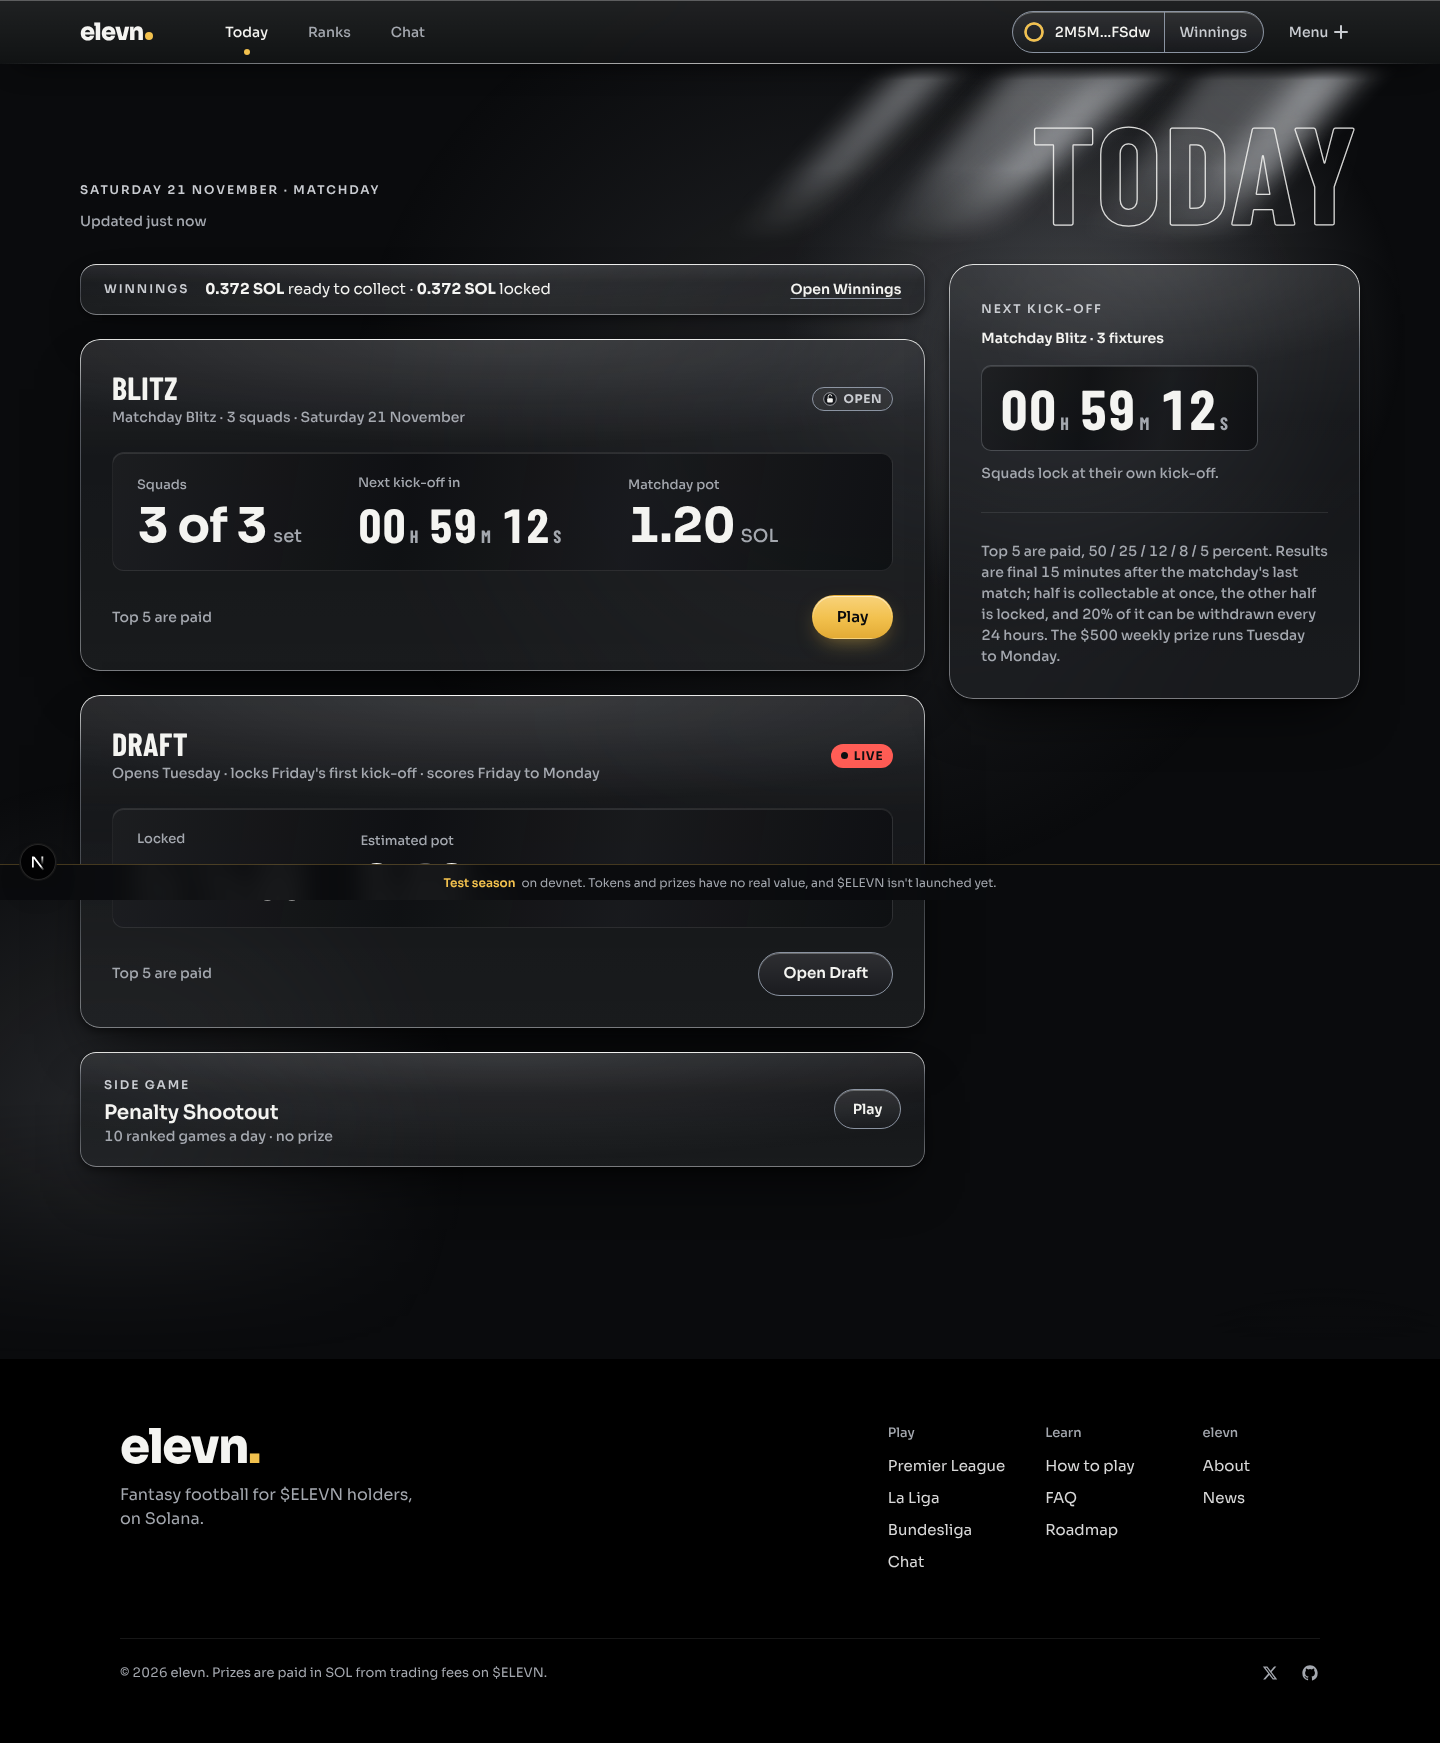 elevn.
Today
Ranks
Chat
2M5M...FSdw
Winnings
Menu
TODAY
SATURDAY 21 NOVEMBER · MATCHDAY
Updated just now
WINNINGS 0.372 SOL ready to collect · 0.372 SOL locked
Open Winnings
BLITZ
Matchday Blitz · 3 squads · Saturday 21 November
OPEN
Squads
3 of 3 set
Next kick-off in
00 H 59 M 12 S
Matchday pot
1.20 SOL
Top 5 are paid
Play
NEXT KICK-OFF
Matchday Blitz · 3 fixtures
00 H 59 M 12 S
Squads lock at their own kick-off.
Top 5 are paid, 50 / 25 / 12 / 8 / 5 percent. Results
are final 15 minutes after the matchday's last
match; half is collectable at once, the other half
is locked, and 20% of it can be withdrawn every
24 hours. The $500 weekly prize runs Tuesday
to Monday.
DRAFT
Opens Tuesday · locks Friday's first kick-off · scores Friday to Monday
LIVE
Locked
Estimated pot
N
Test season on devnet. Tokens and prizes have no real value, and $ELEVN isn't launched yet.
Top 5 are paid
Open Draft
SIDE GAME
Penalty Shootout
10 ranked games a day · no prize
Play
elevn.
Fantasy football for $ELEVN holders,
on Solana.
Play
Premier League
La Liga
Bundesliga
Chat
Learn
How to play
FAQ
Roadmap
elevn
About
News
© 2026 elevn. Prizes are paid in SOL from trading fees on $ELEVN.